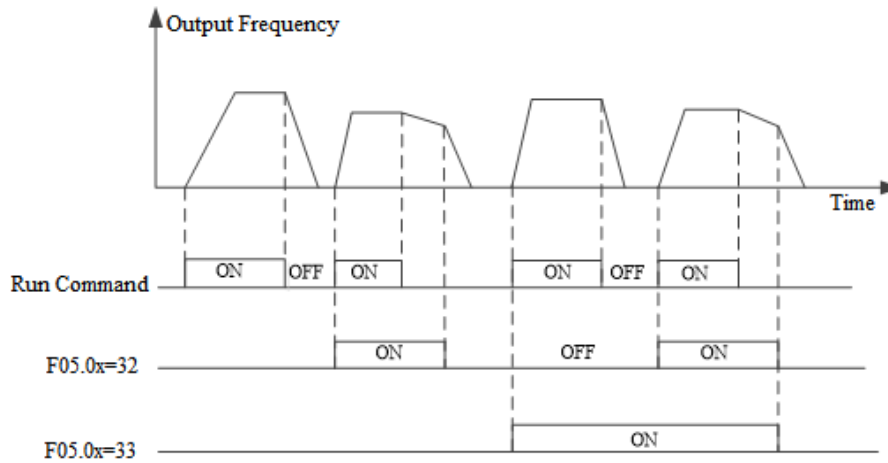 Output Frequency
Time
Run Command ON OFF ON ON OFF ON
F05.0x=32 ON OFF ON
F05.0x=33 ON